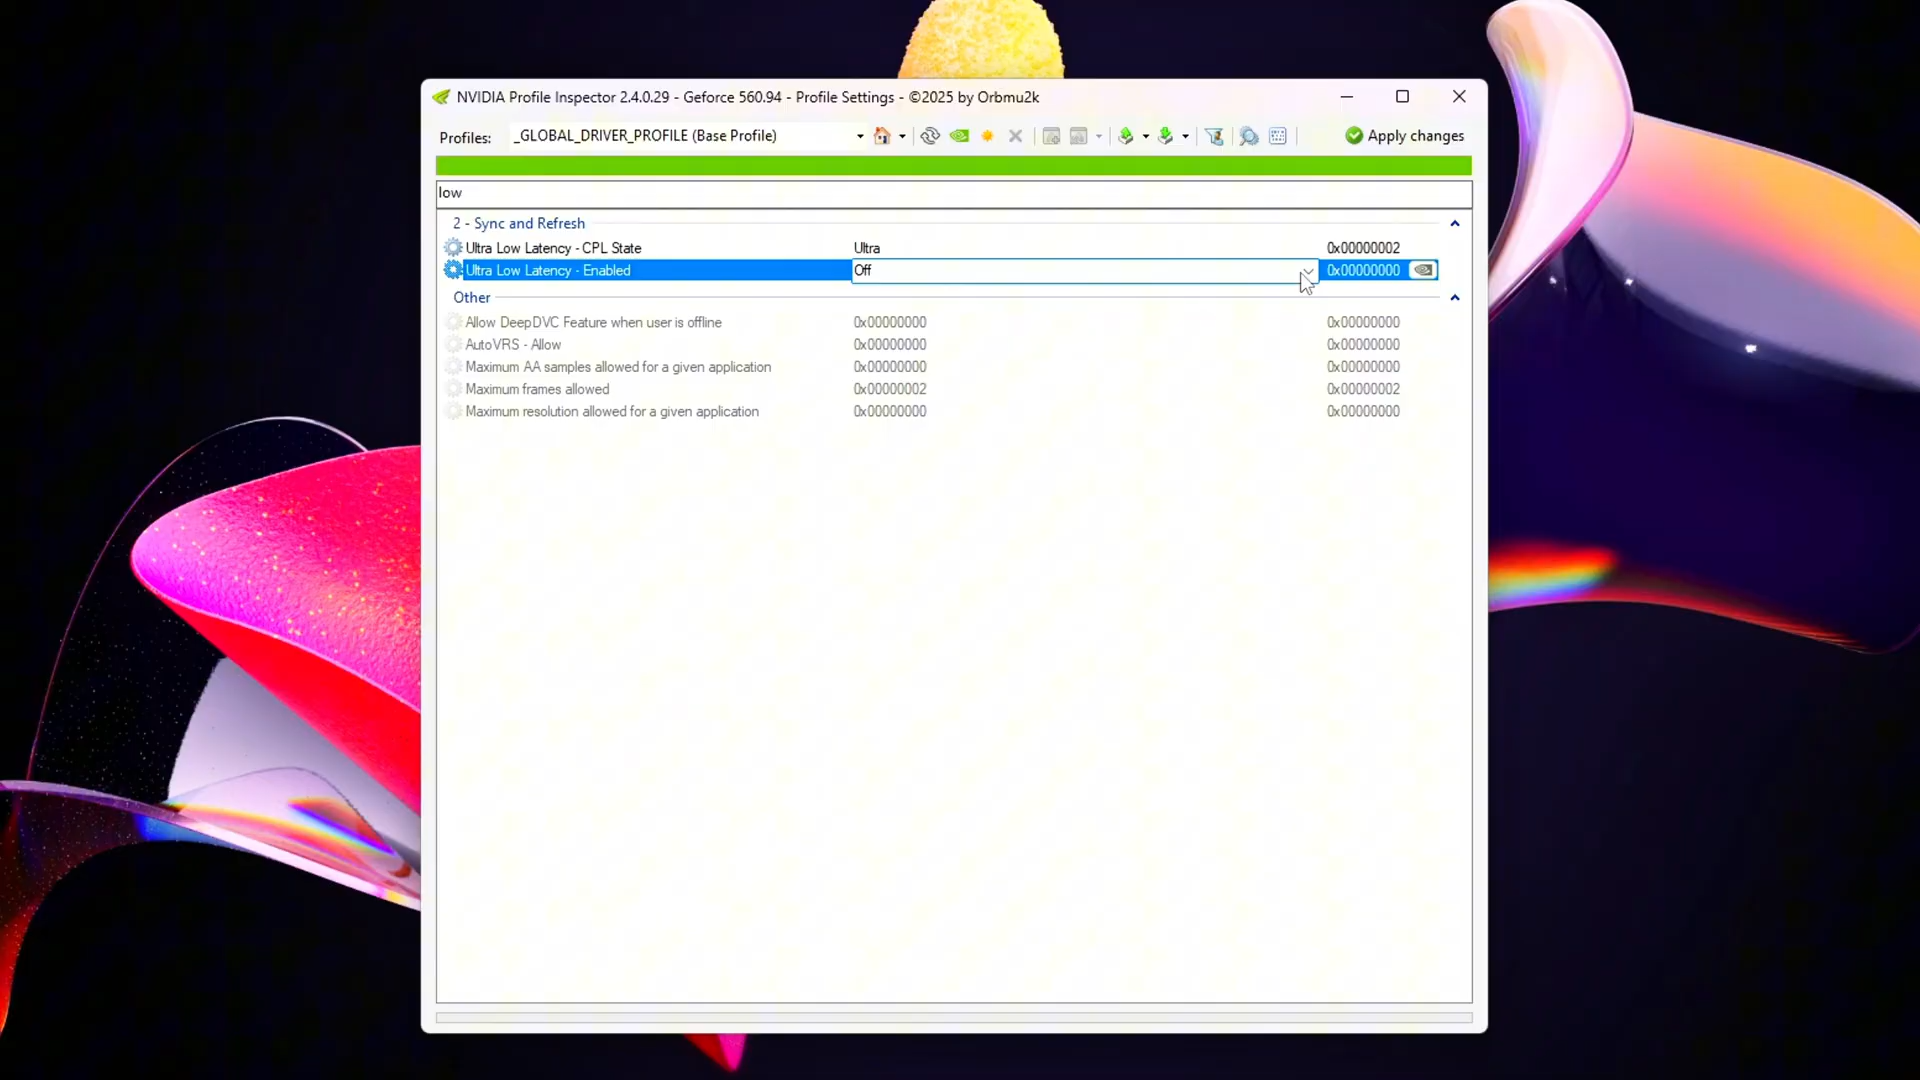 NVIDIA Profile Inspector 2.4.0.29 - Geforce 560.94 - Profile Settings - ©2025 by Orbmu2k
Profiles: _GLOBAL_DRIVER_PROFILE (Base Profile) Apply changes
low
2 - Sync and Refresh
Ultra Low Latency - CPL State Ultra 0x00000002
Ultra Low Latency - Enabled Off 0x00000000
Other
Allow DeepDVC Feature when user is offline 0x00000000 0x00000000
AutoVRS - Allow 0x00000000 0x00000000
Maximum AA samples allowed for a given application 0x00000000 0x00000000
Maximum frames allowed 0x00000002 0x00000002
Maximum resolution allowed for a given application 0x00000000 0x00000000